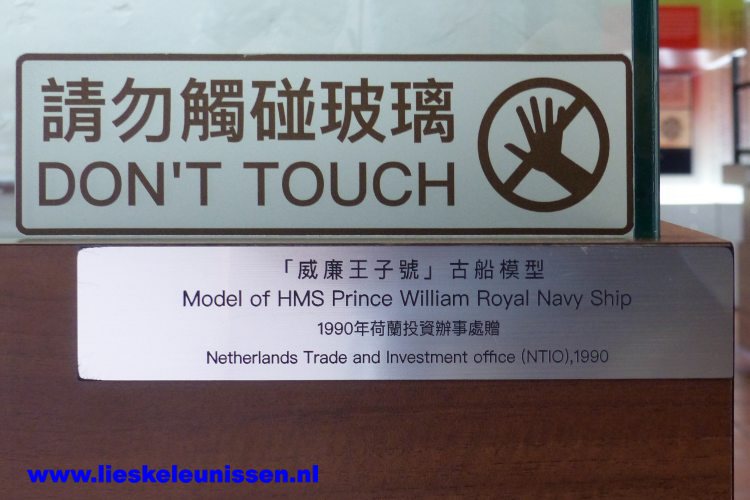 請勿觸碰玻璃
DON'T TOUCH
「威廉王子號」古船模型
Model of HMS Prince William Royal Navy Ship
1990年荷蘭投資辦事處贈
Netherlands Trade and Investment office (NTIO),1990
www.lieskeleunissen.nl